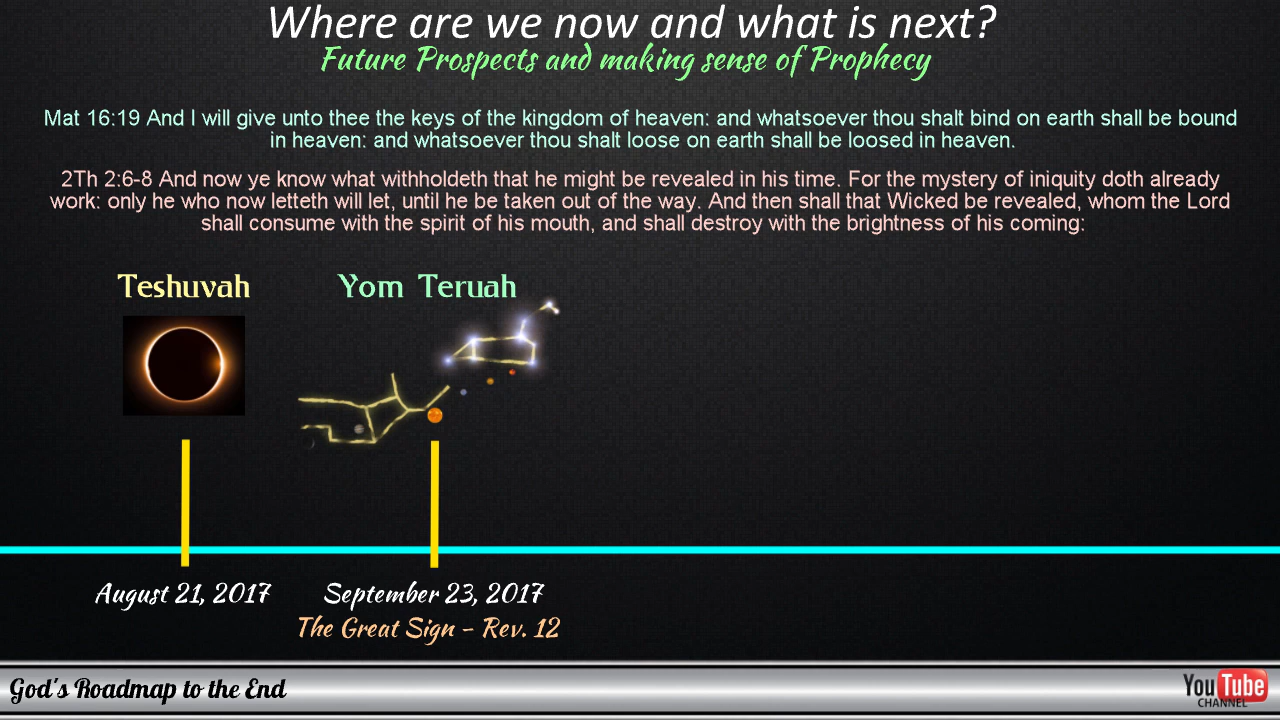 Where are we now and what is next?
Future Prospects and making sense of Prophecy
Mat 16:19 And I will give unto thee the keys of the kingdom of heaven: and whatsoever thou shalt bind on earth shall be bound
in heaven: and whatsoever thou shalt loose on earth shall be loosed in heaven.
2Th 2:6-8 And now ye know what withholdeth that he might be revealed in his time. For the mystery of iniquity doth already
work: only he who now letteth will let, until he be taken out of the way. And then shall that Wicked be revealed, whom the Lord
shall consume with the spirit of his mouth, and shall destroy with the brightness of his coming:
Teshuvah
Yom Teruah
August 21, 2017
September 23, 2017
The Great Sign – Rev. 12
God's Roadmap to the End
YouTube
CHANNEL